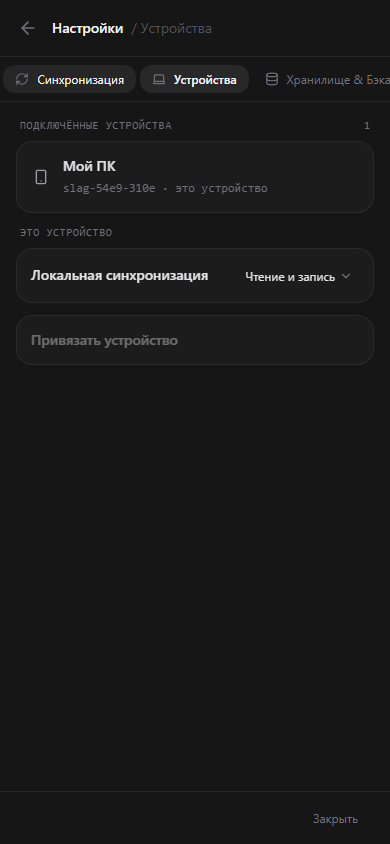 Настройки / Устройства
Синхронизация Устройства Хранилище & Бэка
ПОДКЛЮЧЁННЫЕ УСТРОЙСТВА 1
Мой ПК
slag-54e9-310e · это устройство
ЭТО УСТРОЙСТВО
Локальная синхронизация Чтение и запись
Привязать устройство
Закрыть